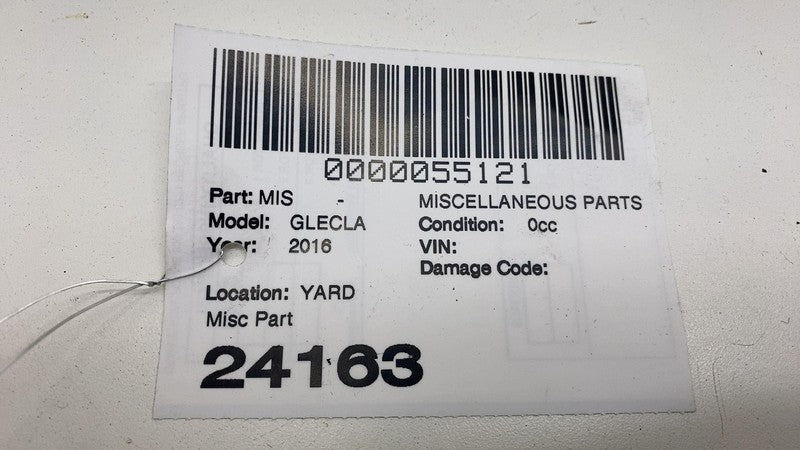 0000055121
Part: MIS - MISCELLANEOUS PARTS
Model: GLECLA Condition: 0cc
Year: 2016 VIN:
Damage Code:
Location: YARD
Misc Part
24163